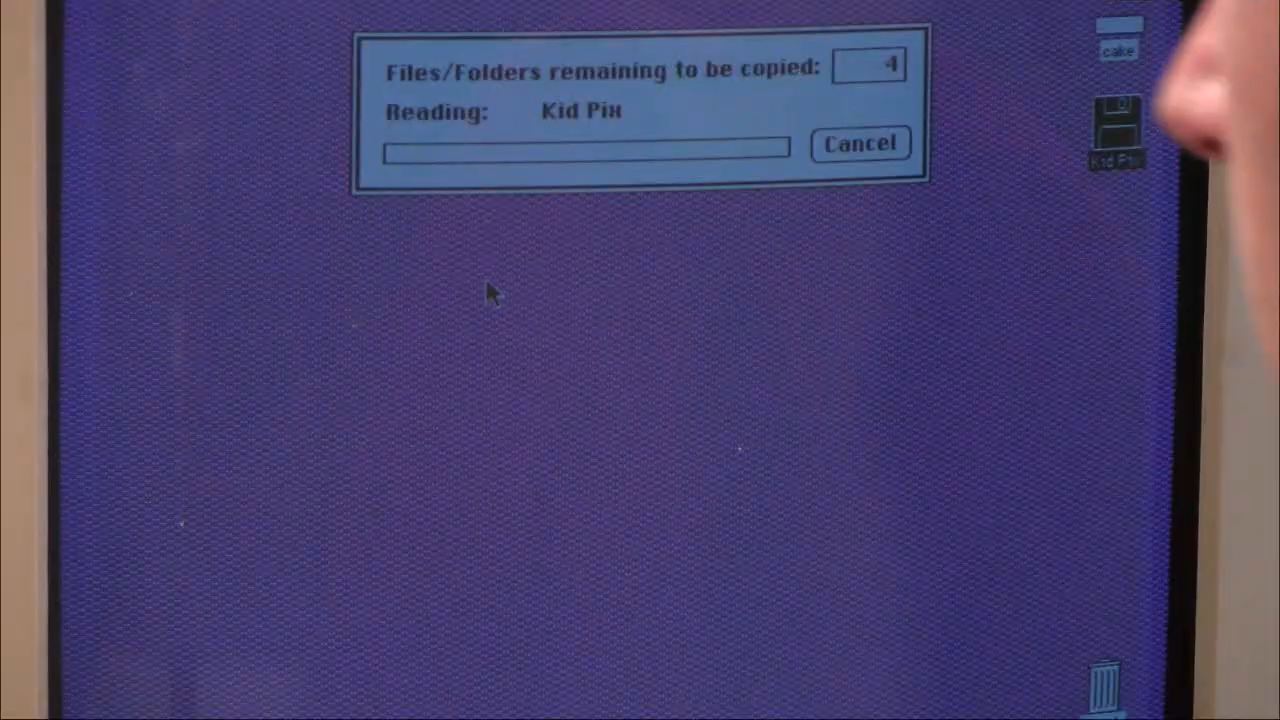 Files/Folders remaining to be copied: 4
Reading: Kid Pix
Cancel
cake
Kid Pix